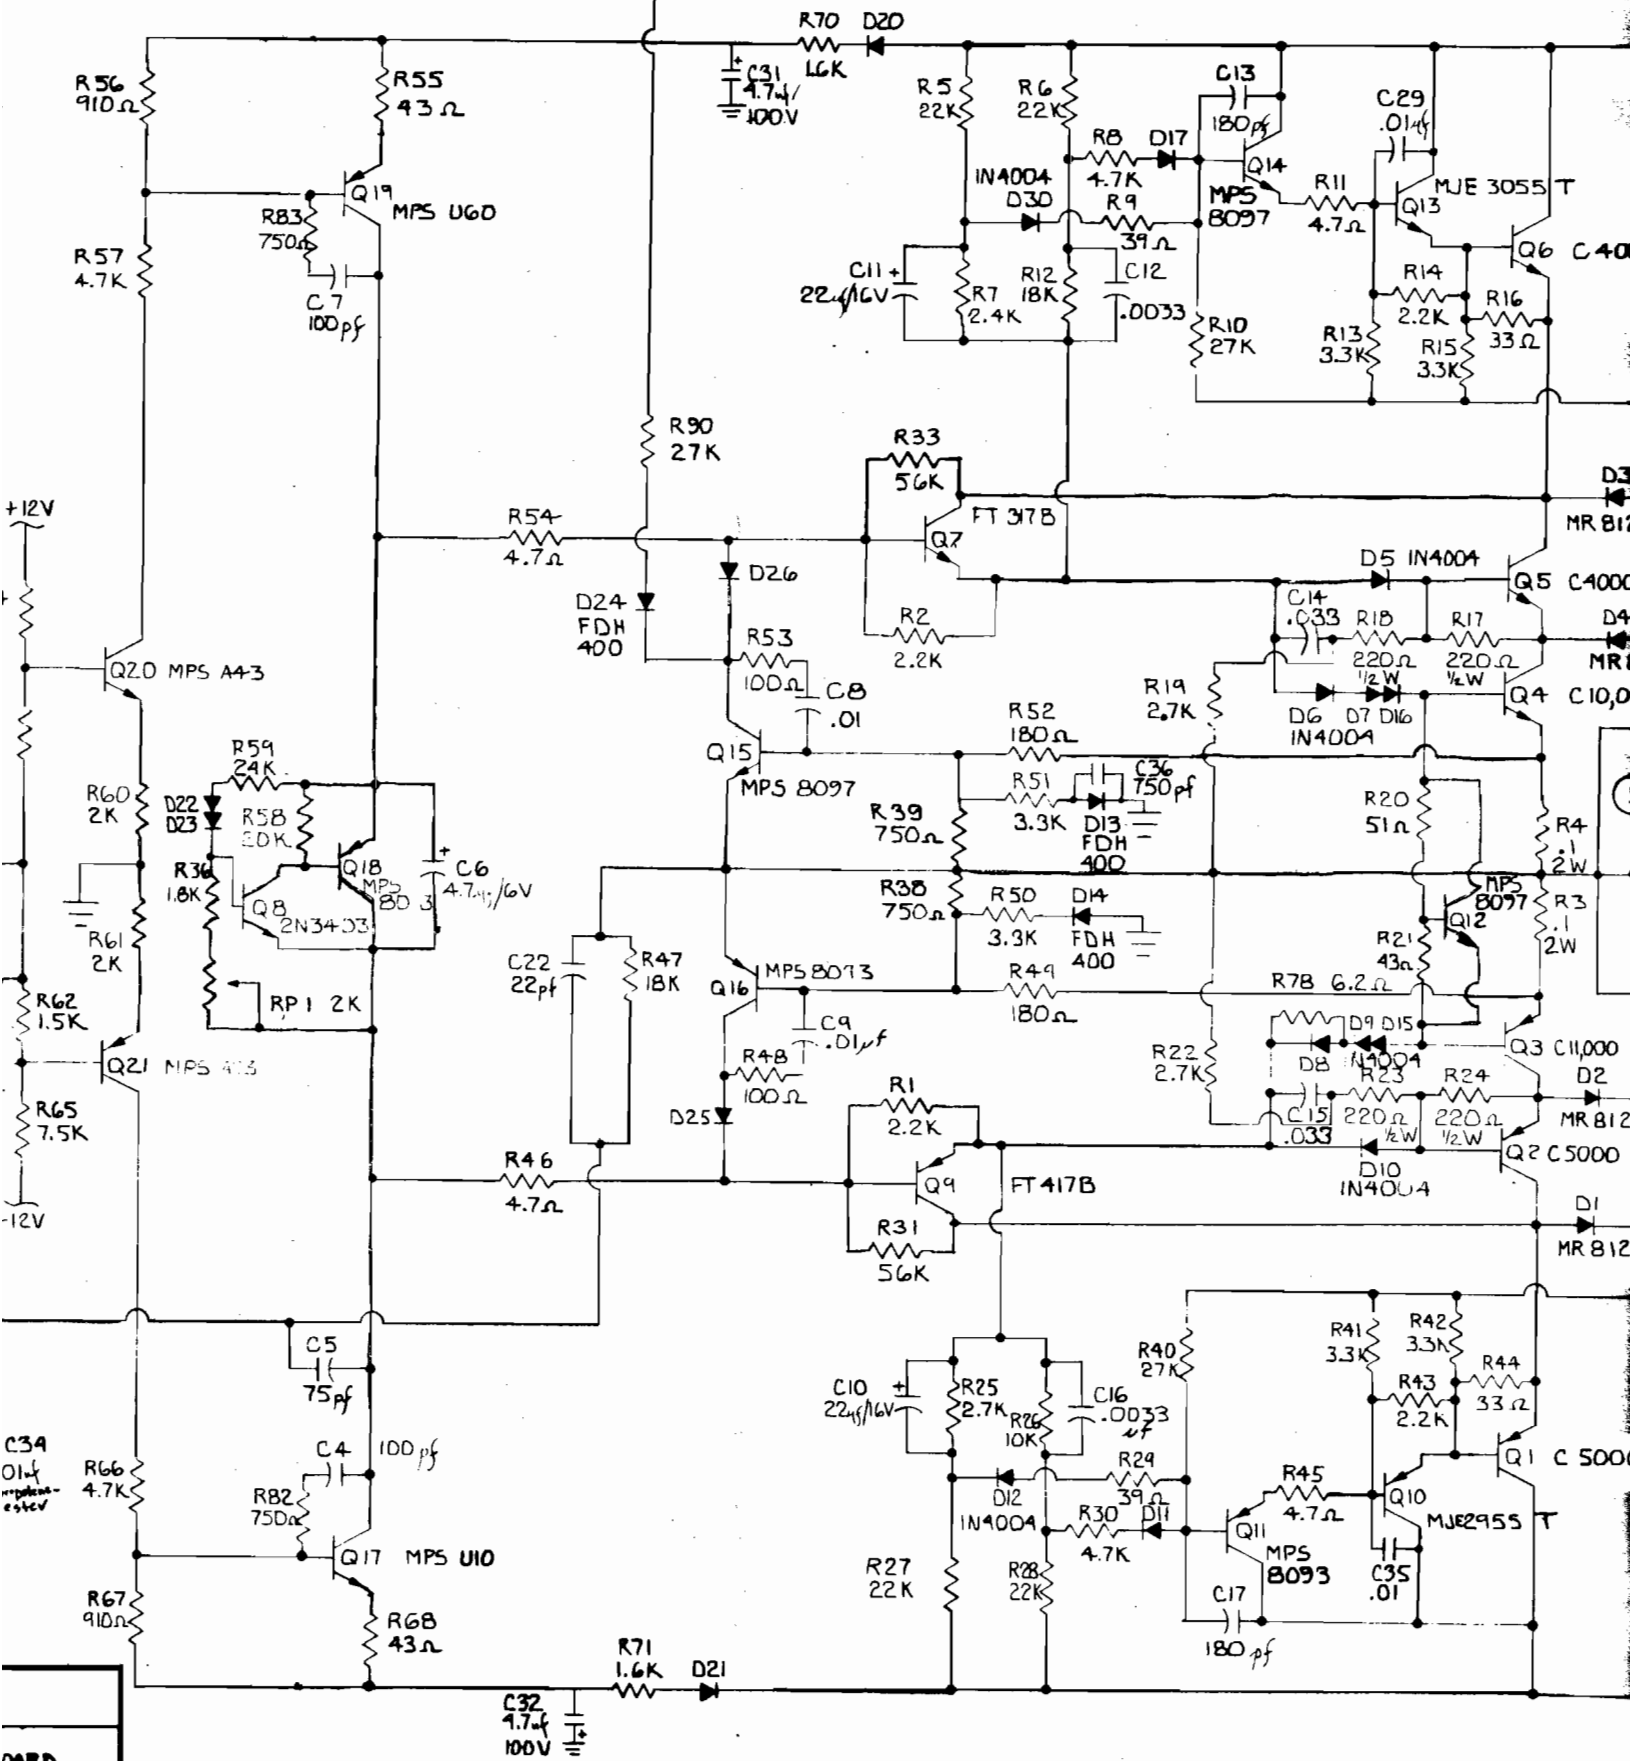 R70 D20
1.6K
R56
910Ω
R55
43Ω
C31
4.7uf/
100V
R5
22K
R6
22K
C13
180pf
C29
.01uf
R8
4.7K
D17
Q14
MPS
8097
IN4004
D30
R9
39Ω
R11
4.7Ω
Q13
MJE 3055 T
Q19
MPS U60
R83
750Ω
R57
4.7K
C7
100pf
C11 +
22uf/16V
R7
2.4K
R12
18K
C12
.0033
R10
27K
R14
2.2K
R16
33Ω
R13
3.3K
R15
3.3K
Q6
R90
27K
R33
56K
FT 317B
Q7
+12V
R54
4.7Ω
D26
D24
FDH
400
R2
2.2K
D5 IN4004
Q5
C14
.033
R18
220Ω
½W
R17
220Ω
½W
Q20 MPS A43
R53
100Ω
C8
.01
R19
2.7K
D6 D7 D16
IN4004
Q4
R52
180Ω
Q15
MPS 8097
R51
3.3K
C36
750pf
D13
FDH
400
R59
24K
D22
D23
R58
R60
2K
R36
1.8K
Q18
MPS
C6
4.7uf/6V
Q8
2N3403
R39
750Ω
R20
51Ω
R4
.1
2W
R38
750Ω
R50
3.3K
D14
FDH
400
MPS
8097
Q12
R3
.1
2W
R21
43Ω
R61
2K
RP1 2K
R62
1.5K
C22
22pf
R47
18K
Q16
MPS8093
R49
180Ω
R78 6.2Ω
C9
.01uf
Q21
R48
100Ω
D25
R22
2.7K
D9 D15
D8 IN4004
Q3 C11,000
D2
MR812
R65
7.5K
R1
2.2K
C15
.033
R23
220Ω
½W
R24
220Ω
½W
Q2 C5000
D10
IN4004
-12V
R46
4.7Ω
Q9
FT417B
R31
56K
D1
MR812
C5
75pf
R40
27K
R41
3.3K
R42
3.3K
R43
2.2K
R44
33Ω
C10
22uf/16V
R25
2.7K
R26
10K
C16
.0033
uf
C4
100pf
C34
R66
4.7K
R82
750Ω
D12
IN4004
R29
39Ω
R30
4.7K
D11
R45
4.7Ω
Q11
MPS
8093
Q10
MJE2955 T
Q1
C35
.01
Q17 MPS U10
R67
910Ω
R68
43Ω
R27
22K
R28
22K
C17
180pf
R71
1.6K
D21
C32
4.7uf
100V